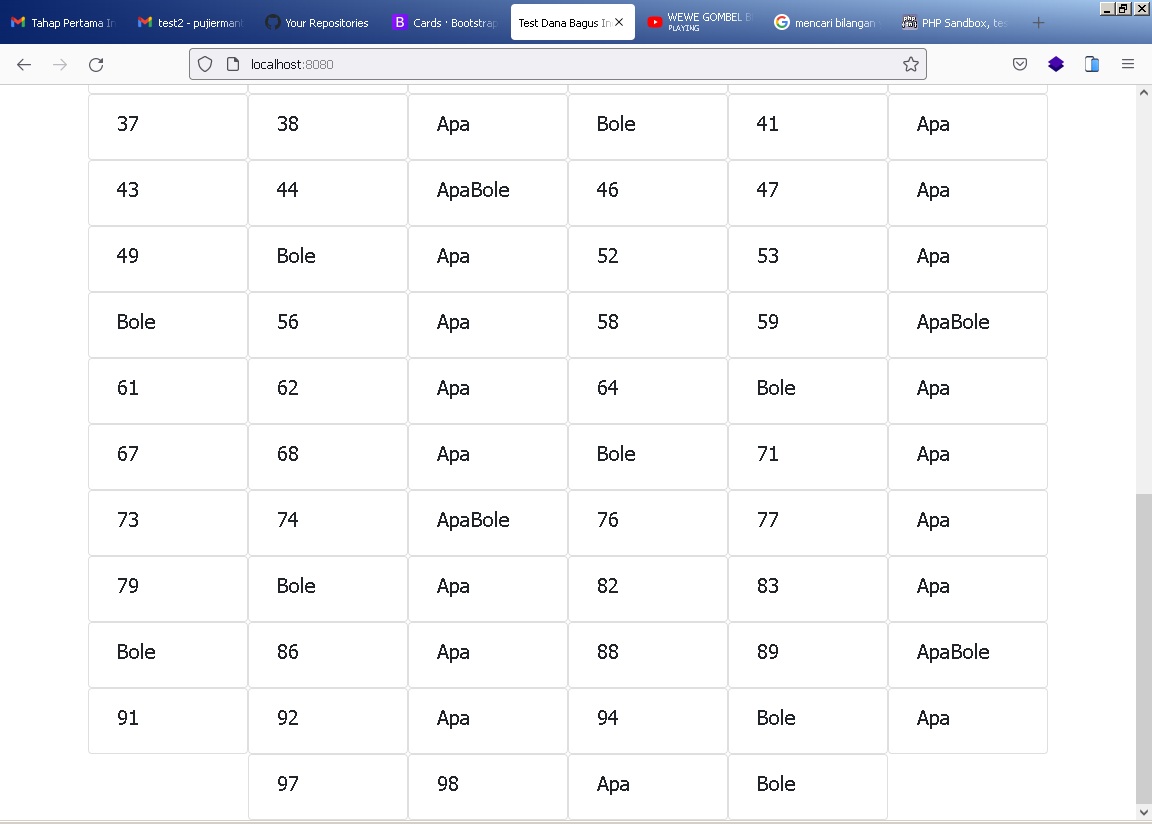 Tahap Pertama In
test2 - pujiermanl
Your Repositories
Cards · Bootstrap
Test Dana Bagus In
WEWE GOMBEL B
PLAYING
mencari bilangan
PHP Sandbox, tes
localhost:8080
37 38 Apa Bole 41 Apa
43 44 ApaBole 46 47 Apa
49 Bole Apa 52 53 Apa
Bole 56 Apa 58 59 ApaBole
61 62 Apa 64 Bole Apa
67 68 Apa Bole 71 Apa
73 74 ApaBole 76 77 Apa
79 Bole Apa 82 83 Apa
Bole 86 Apa 88 89 ApaBole
91 92 Apa 94 Bole Apa
97 98 Apa Bole